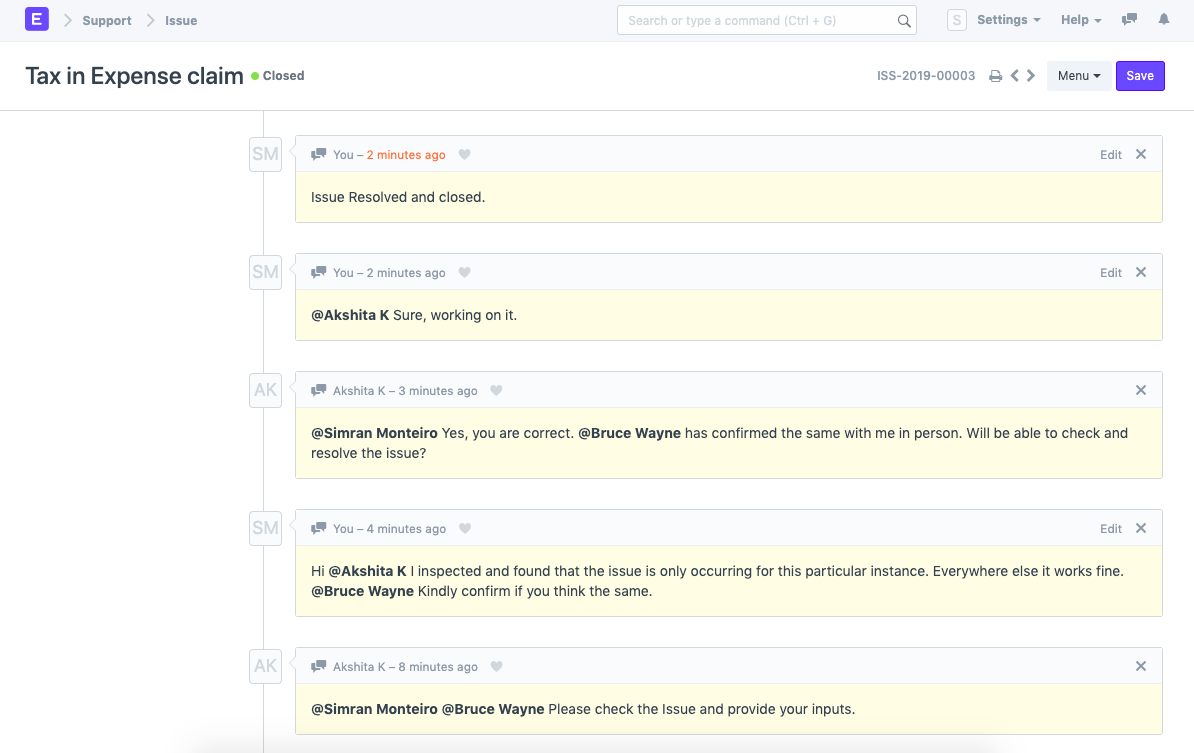 E Support Issue Search or type a command (Ctrl + G) S Settings Help
Tax in Expense claim Closed ISS-2019-00003 Menu Save
SM You – 2 minutes ago Edit
Issue Resolved and closed.
SM You – 2 minutes ago Edit
@Akshita K Sure, working on it.
AK Akshita K – 3 minutes ago
@Simran Monteiro Yes, you are correct. @Bruce Wayne has confirmed the same with me in person. Will be able to check and
resolve the issue?
SM You – 4 minutes ago Edit
Hi @Akshita K I inspected and found that the issue is only occurring for this particular instance. Everywhere else it works fine.
@Bruce Wayne Kindly confirm if you think the same.
AK Akshita K – 8 minutes ago
@Simran Monteiro @Bruce Wayne Please check the Issue and provide your inputs.